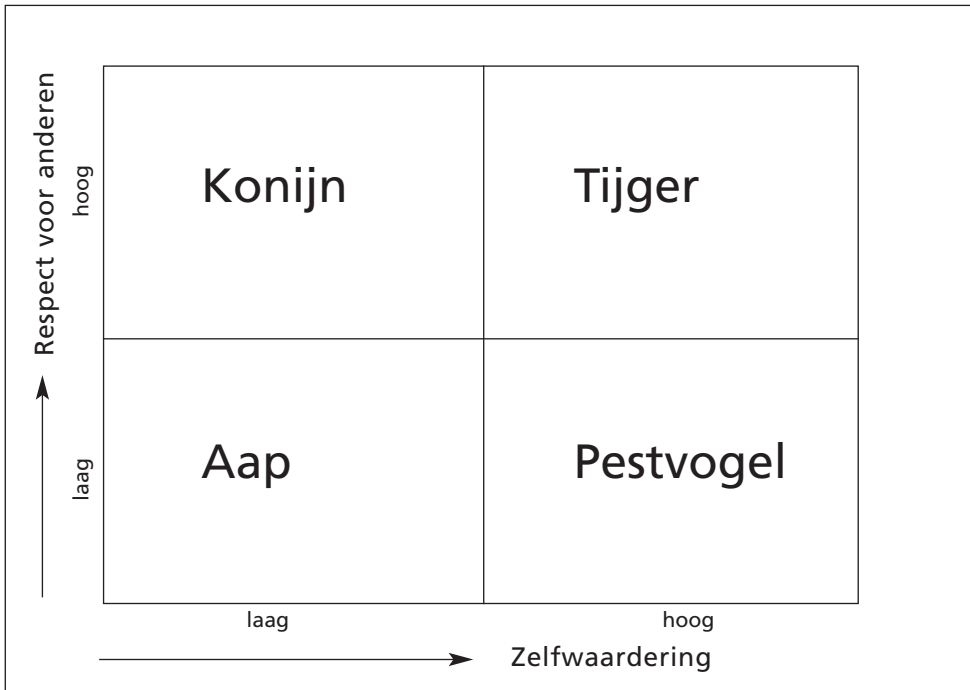 Respect voor anderen
hoog
Konijn
Tijger
laag
Aap
Pestvogel
laag
hoog
Zelfwaardering